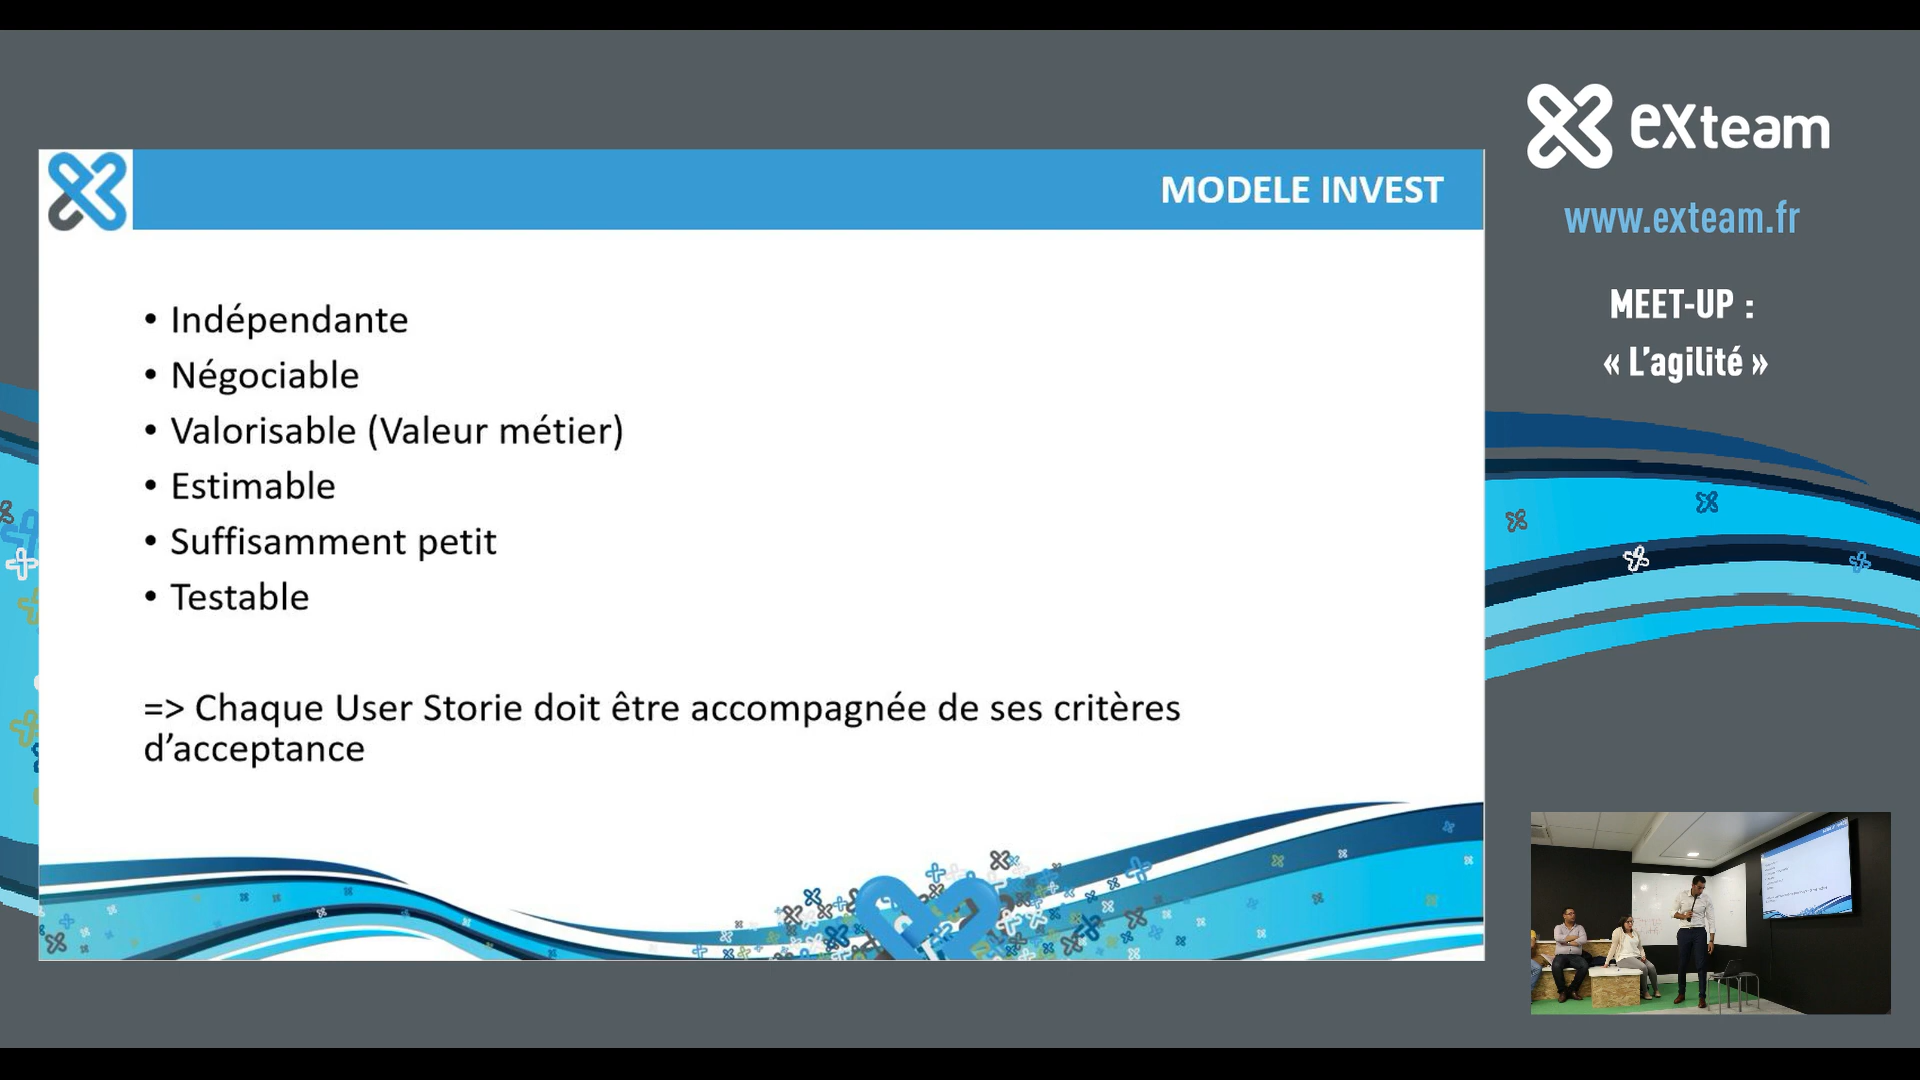 MODELE INVEST
• Indépendante
• Négociable
• Valorisable (Valeur métier)
• Estimable
• Suffisamment petit
• Testable
=> Chaque User Storie doit être accompagnée de ses critères
d’acceptance
eXteam
www.exteam.fr
MEET-UP :
« L’agilité »